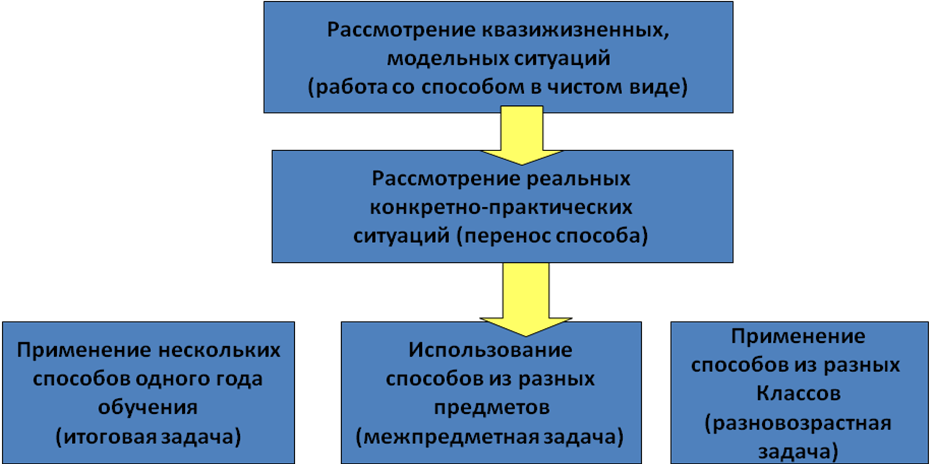 Рассмотрение квазижизненных,
модельных ситуаций
(работа со способом в чистом виде)
Рассмотрение реальных
конкретно-практических
ситуаций (перенос способа)
Применение нескольких
способов одного года
обучения
(итоговая задача)
Использование
способов из разных
предметов
(межпредметная задача)
Применение
способов из разных
Классов
(разновозрастная
задача)